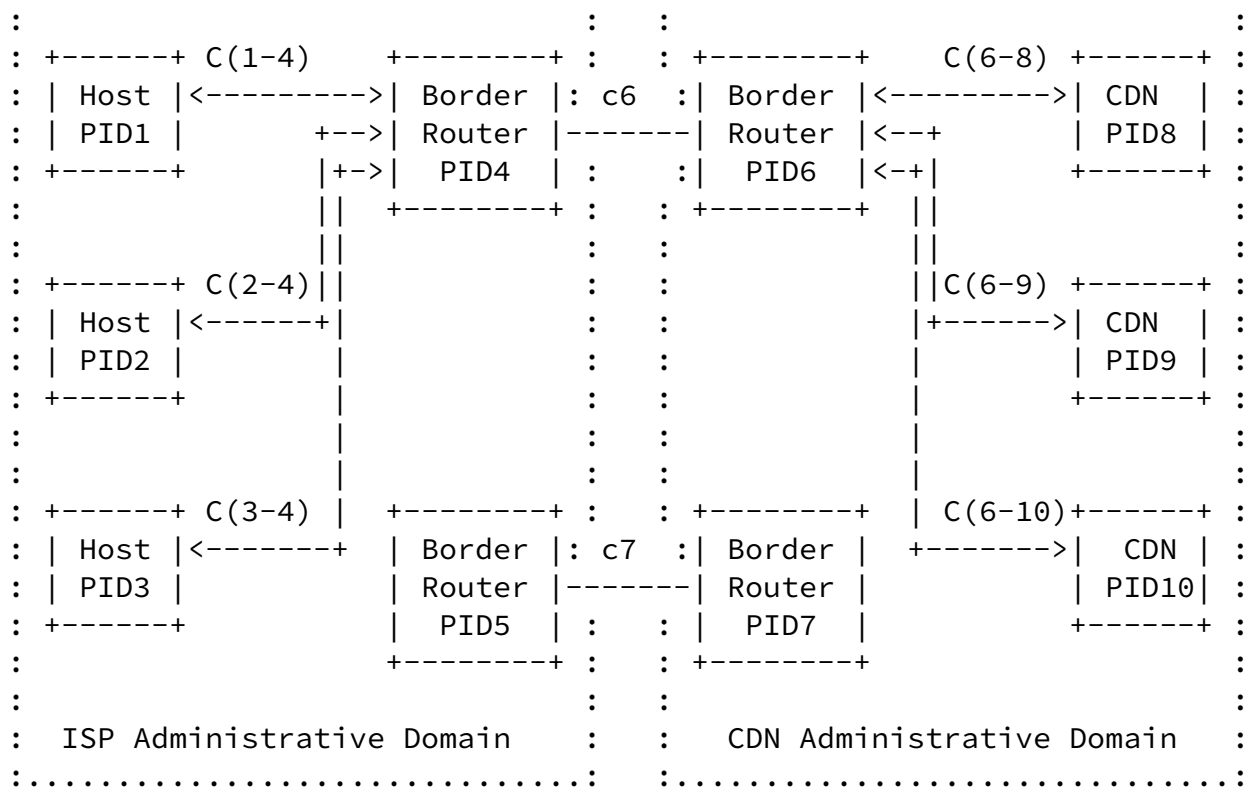 :                                :   :                                :
: +------+ C(1-4)    +--------+ :   : +--------+    C(6-8) +------+ :
: | Host |<--------->| Border |: c6  :| Border |<--------->| CDN  | :
: | PID1 |       +-->| Router |-------| Router |<--+       | PID8 | :
: +------+       |+->|  PID4  | :    :|  PID6  |<-+|       +------+ :
:                ||  +--------+ :   : +--------+  ||                :
:                ||             :   :             ||                :
: +------+ C(2-4)||             :   :             ||C(6-9) +------+ :
: | Host |<------+|             :   :             |+------>| CDN  | :
: | PID2 |        |             :   :             |        | PID9 | :
: +------+        |             :   :             |        +------+ :
:                 |             :   :             |                 :
:                 |             :   :             |                 :
: +------+ C(3-4) |  +--------+ :   : +--------+  | C(6-10)+------+ :
: | Host |<-------+  | Border |: c7  :| Border |  +------->|  CDN | :
: | PID3 |           | Router |-------| Router |           | PID10| :
: +------+           |  PID5  | :   : |  PID7  |           +------+ :
:                    +--------+ :   : +--------+                    :
:                               :   :                               :
:  ISP Administrative Domain    :   :  CDN Administrative Domain    :
:...............................:   :...............................: